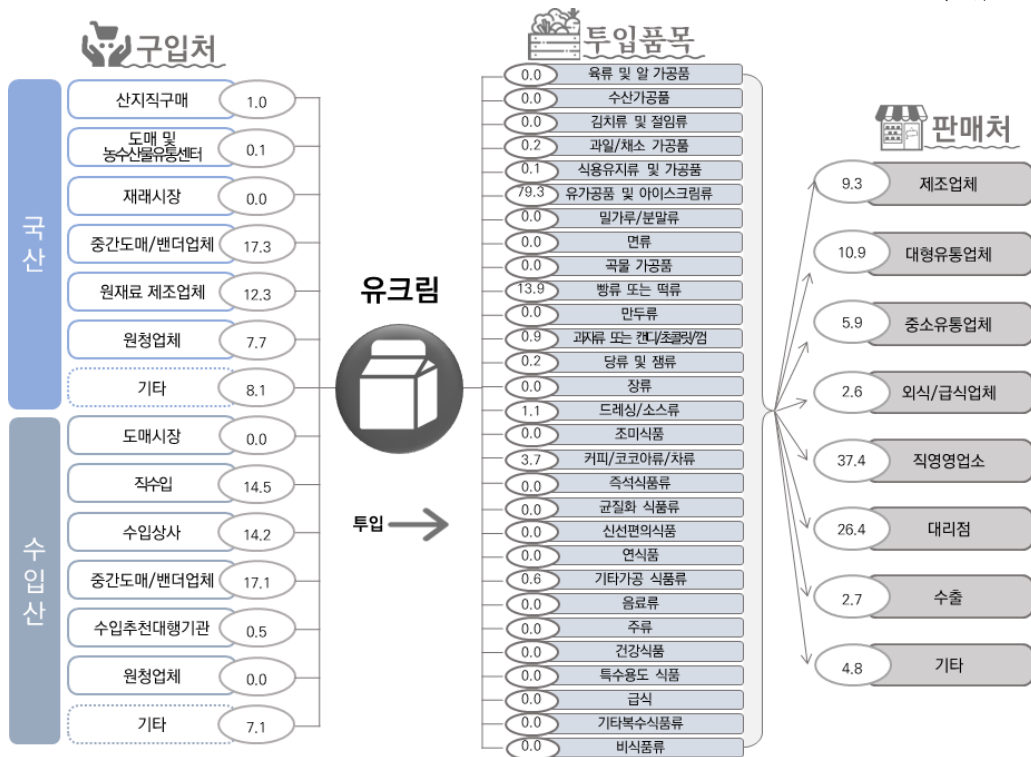 구입처
국산
산지직구매 1.0
도매 및
농수산물유통센터 0.1
재래시장 0.0
중간도매/밴더업체 17.3
원재료 제조업체 12.3
원청업체 7.7
기타 8.1
수입산
도매시장 0.0
직수입 14.5
수입상사 14.2
중간도매/밴더업체 17.1
수입추천대행기관 0.5
원청업체 0.0
기타 7.1
유크림
투입
투입품목
0.0 육류 및 알 가공품
0.0 수산가공품
0.0 김치류 및 절임류
0.2 과일/채소 가공품
0.1 식용유지류 및 가공품
79.3 유가공품 및 아이스크림류
0.0 밀가루/분말류
0.0 면류
0.0 곡물 가공품
13.9 빵류 또는 떡류
0.0 만두류
0.9 과자류 또는 캔디/초콜릿/껌
0.2 당류 및 잼류
0.0 장류
1.1 드레싱/소스류
0.0 조미식품
3.7 커피/코코아류/차류
0.0 즉석식품류
0.0 균질화 식품류
0.0 신선편의식품
0.0 연식품
0.6 기타가공 식품류
0.0 음료류
0.0 주류
0.0 건강식품
0.0 특수용도 식품
0.0 급식
0.0 기타복수식품류
0.0 비식품류
판매처
9.3 제조업체
10.9 대형유통업체
5.9 중소유통업체
2.6 외식/급식업체
37.4 직영영업소
26.4 대리점
2.7 수출
4.8 기타